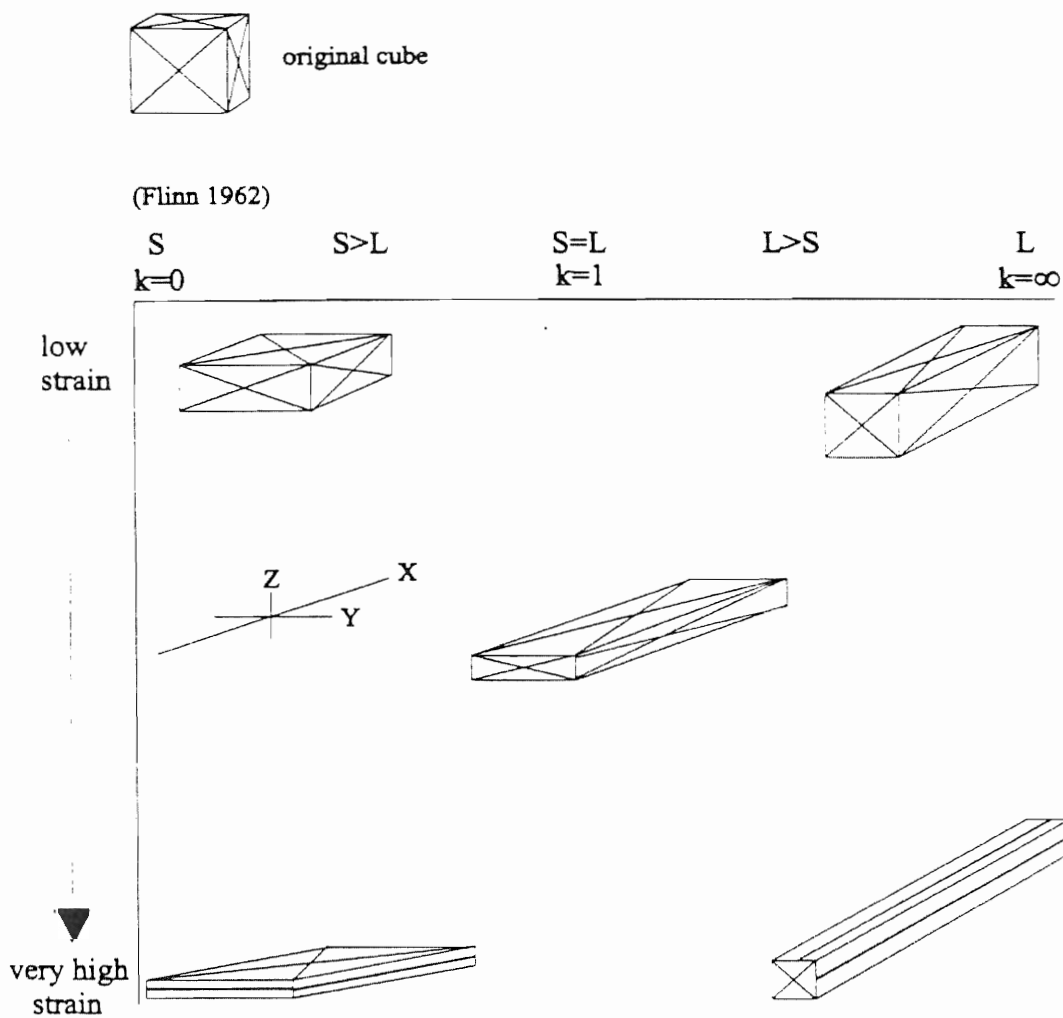 original cube
(Flinn 1962)
S S>L S=L L>S L
k=0 k=1 k=∞
low
strain
Z X
Y
very high
strain